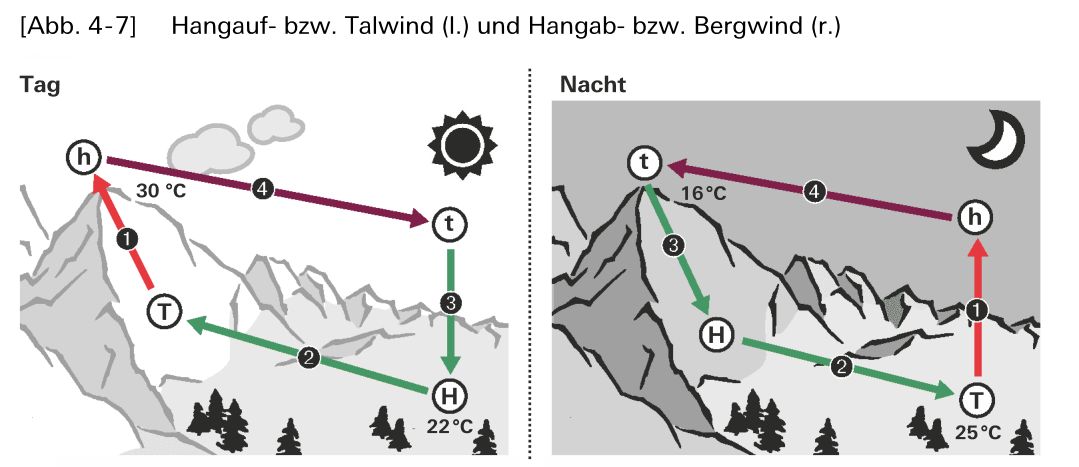 [Abb. 4-7] Hangauf- bzw. Talwind (l.) und Hangab- bzw. Bergwind (r.)
Tag
h
30 °C
4
t
1
3
T
2
H
22 °C
Nacht
t
16 °C
4
h
3
1
H
2
T
25 °C